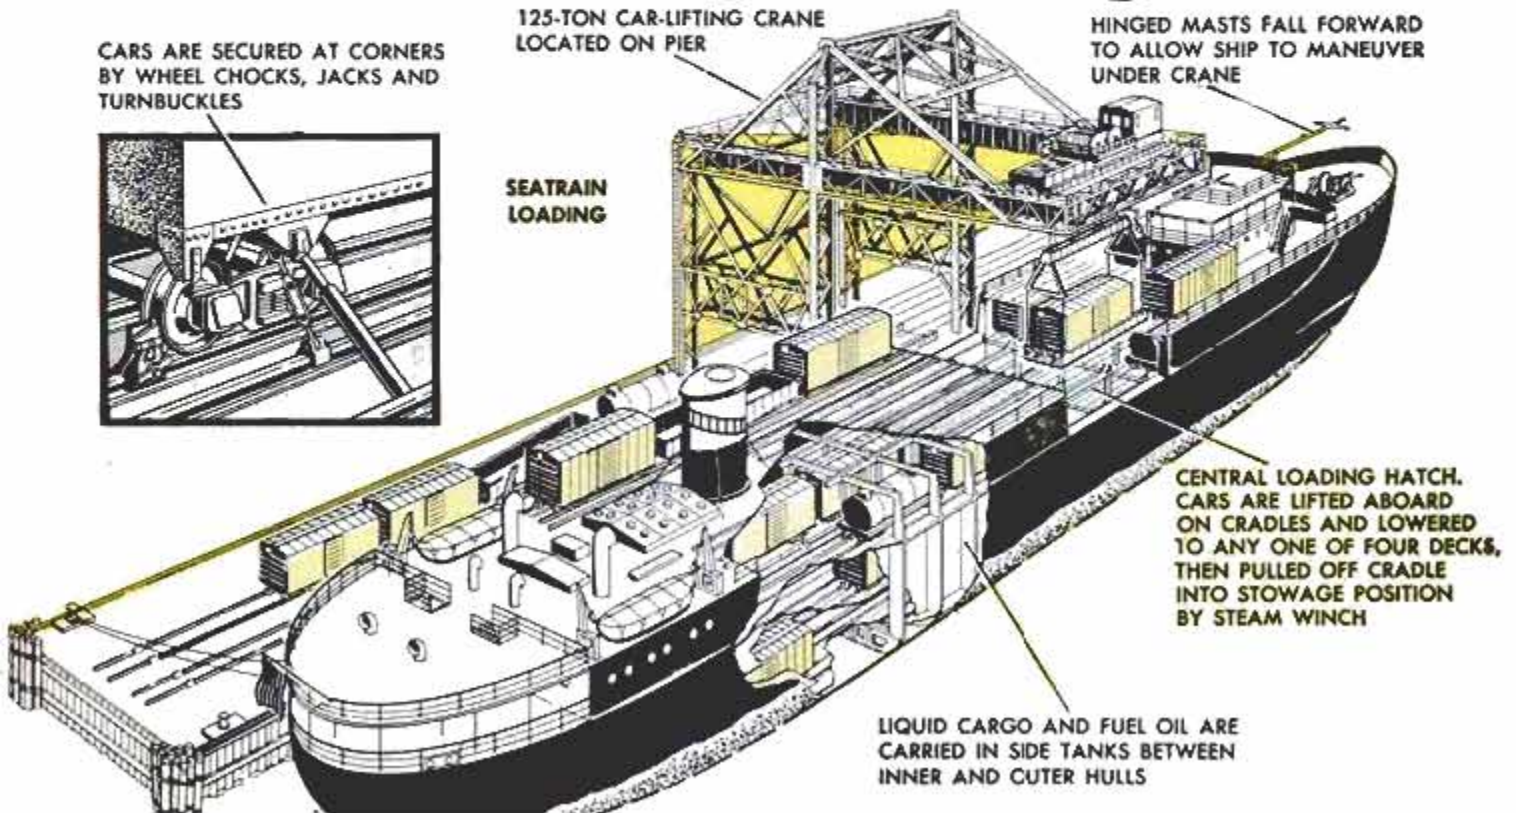 CARS ARE SECURED AT CORNERS
BY WHEEL CHOCKS, JACKS AND
TURNBUCKLES
125-TON CAR-LIFTING CRANE
LOCATED ON PIER
HINGED MASTS FALL FORWARD
TO ALLOW SHIP TO MANEUVER
UNDER CRANE
SEATRAIN
LOADING
CENTRAL LOADING HATCH.
CARS ARE LIFTED ABOARD
ON CRADLES AND LOWERED
TO ANY ONE OF FOUR DECKS,
THEN PULLED OFF CRADLE
INTO STOWAGE POSITION
BY STEAM WINCH
LIQUID CARGO AND FUEL OIL ARE
CARRIED IN SIDE TANKS BETWEEN
INNER AND OUTER HULLS